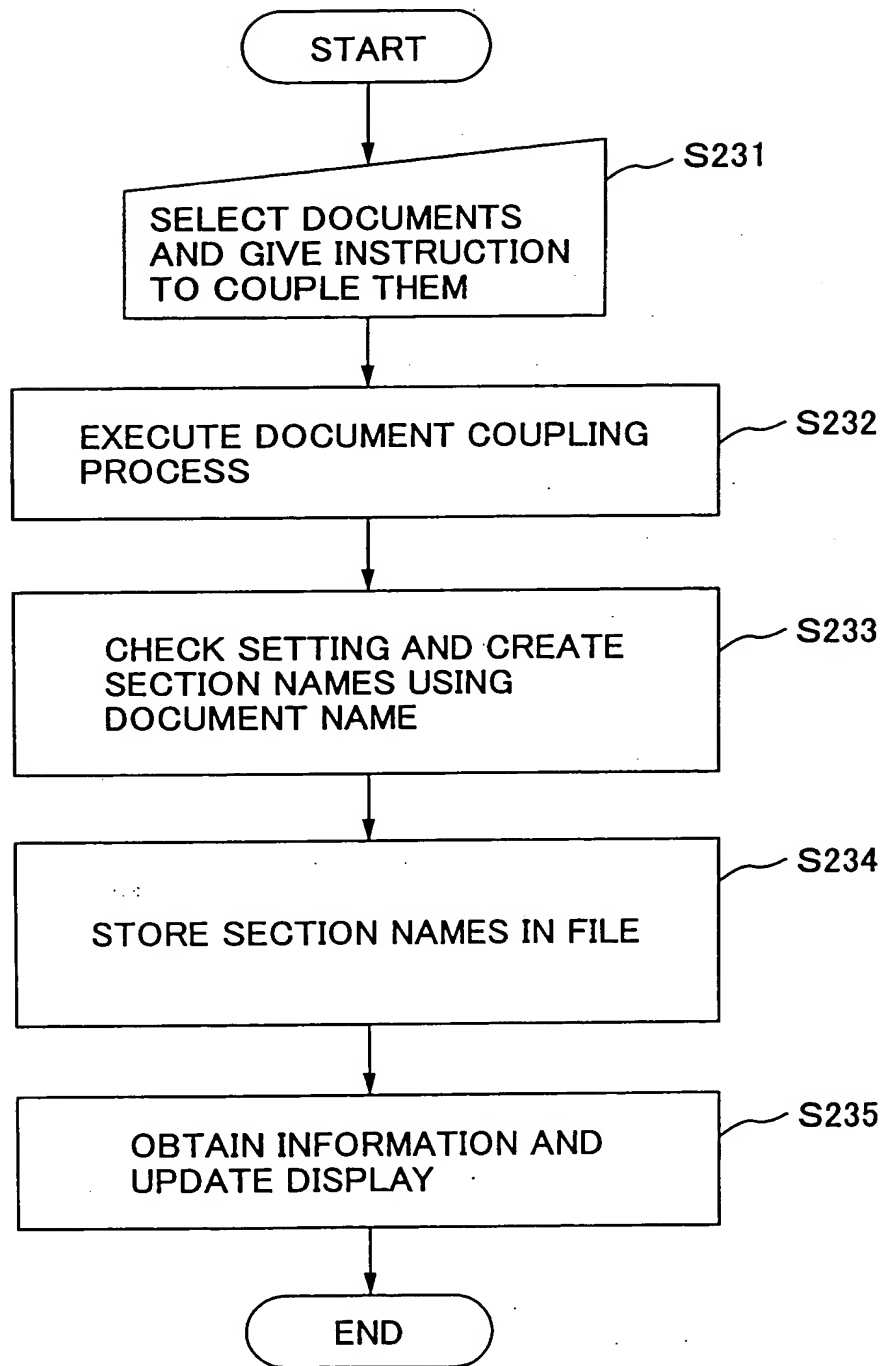 START
S231
SELECT DOCUMENTS
AND GIVE INSTRUCTION
TO COUPLE THEM
S232
EXECUTE DOCUMENT COUPLING
PROCESS
S233
CHECK SETTING AND CREATE
SECTION NAMES USING
DOCUMENT NAME
S234
STORE SECTION NAMES IN FILE
S235
OBTAIN INFORMATION AND
UPDATE DISPLAY
END